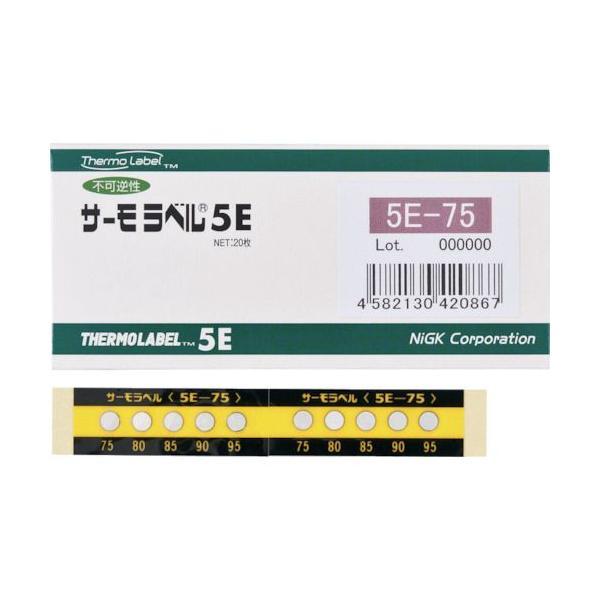 Thermo Label TM
不可逆性
サーモラベル® 5E
NET:20枚
5E-75
Lot. 000000
4 582130 420867
THERMOLABEL TM 5E
NiGK Corporation
サーモラベル〈 5E-75 〉 サーモラベル〈 5E-75 〉
75 80 85 90 95 75 80 85 90 95